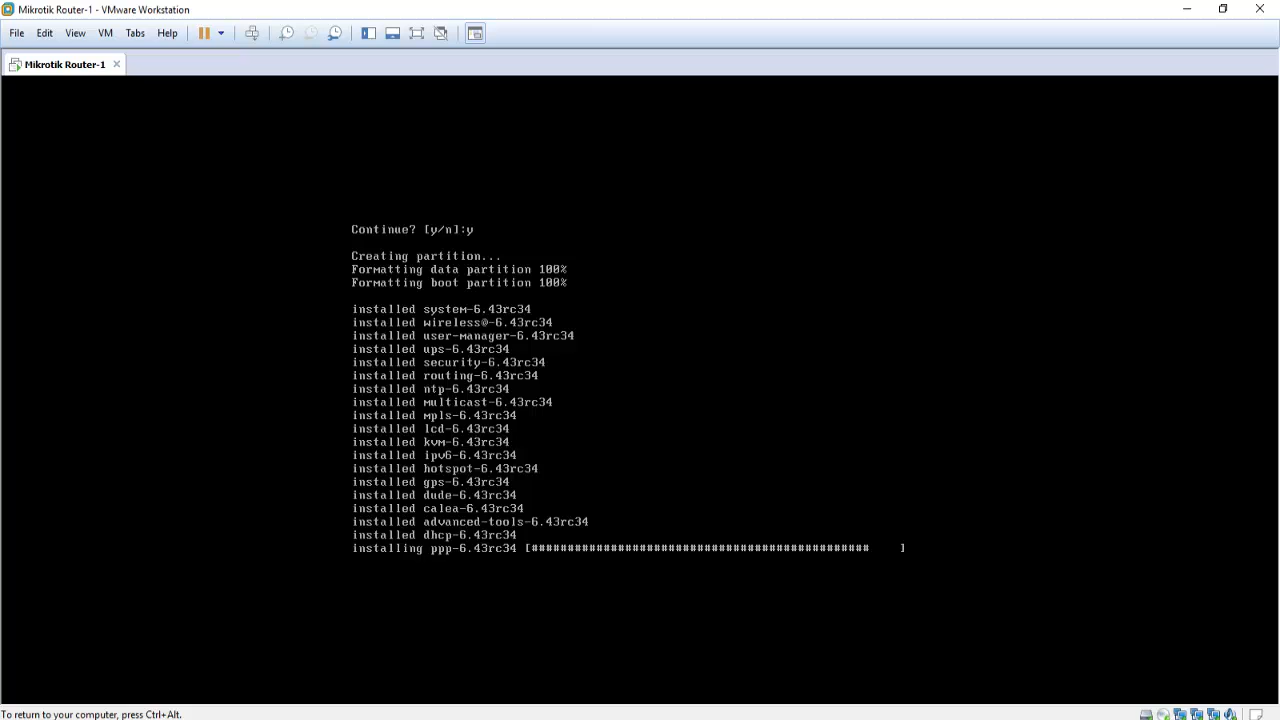 Mikrotik Router-1 - VMware Workstation
File Edit View VM Tabs Help
Mikrotik Router-1
Continue? [y/n]:y
Creating partition...
Formatting data partition 100%
Formatting boot partition 100%
installed system-6.43rc34
installed wireless@-6.43rc34
installed user-manager-6.43rc34
installed ups-6.43rc34
installed security-6.43rc34
installed routing-6.43rc34
installed ntp-6.43rc34
installed multicast-6.43rc34
installed mpls-6.43rc34
installed lcd-6.43rc34
installed kvm-6.43rc34
installed ipv6-6.43rc34
installed hotspot-6.43rc34
installed gps-6.43rc34
installed dude-6.43rc34
installed calea-6.43rc34
installed advanced-tools-6.43rc34
installed dhcp-6.43rc34
installing ppp-6.43rc34 [###############################################    ]
To return to your computer, press Ctrl+Alt.